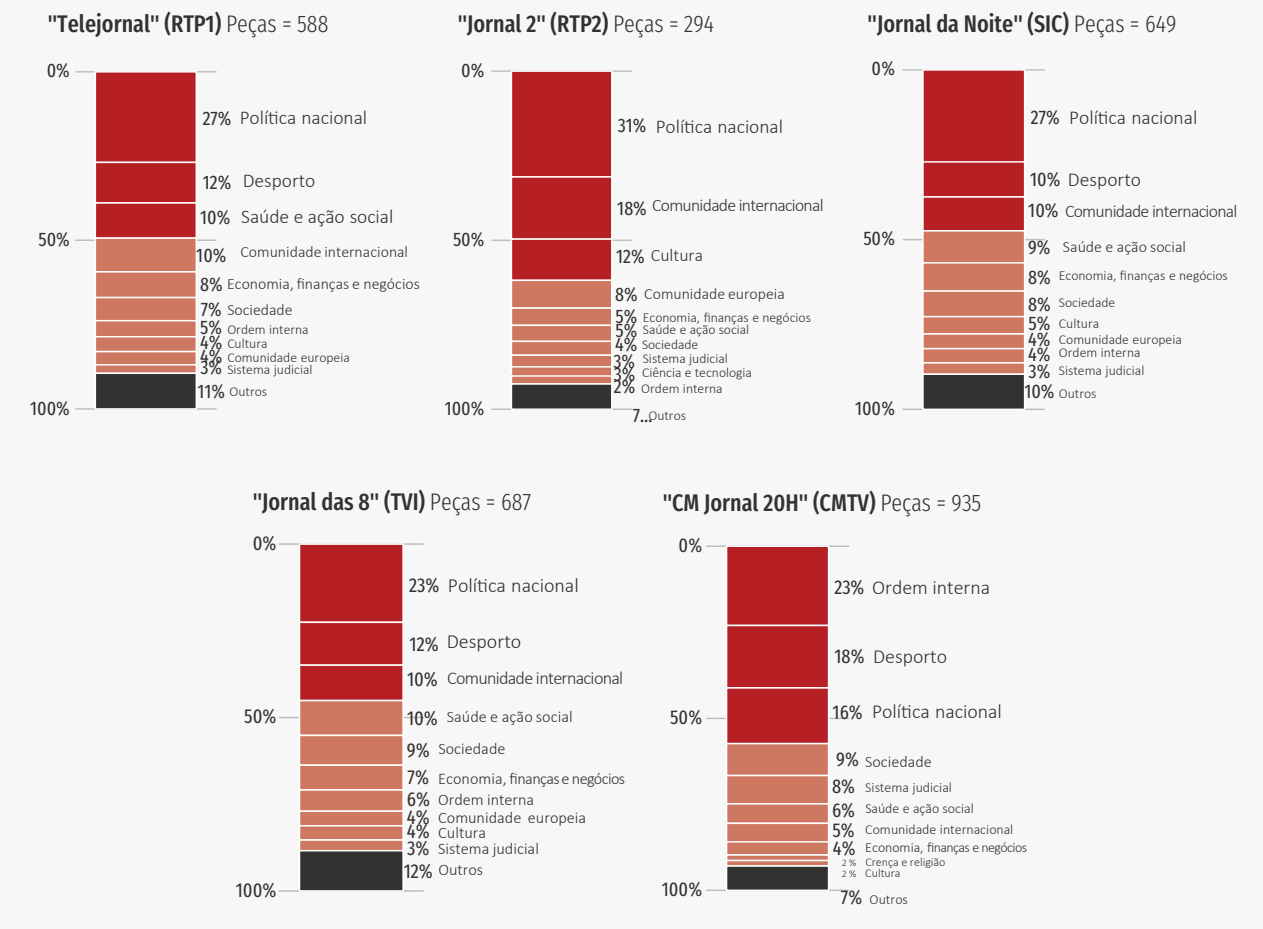 "Telejornal" (RTP1) Peças = 588
0%
27% Política nacional
12% Desporto
10% Saúde e ação social
50%
10% Comunidade internacional
8% Economia, finanças e negócios
7% Sociedade
5% Ordem interna
4% Cultura
4% Comunidade europeia
3% Sistema judicial
11% Outros
100%
"Jornal 2" (RTP2) Peças = 294
0%
31% Política nacional
18% Comunidade internacional
50%
12% Cultura
8% Comunidade europeia
5% Economia, finanças e negócios
5% Saúde e ação social
4% Sociedade
3% Sistema judicial
3% Ciência e tecnologia
2% Ordem interna
100%
7... Outros
"Jornal da Noite" (SIC) Peças = 649
0%
27% Política nacional
10% Desporto
10% Comunidade internacional
50%
9% Saúde e ação social
8% Economia, finanças e negócios
8% Sociedade
5% Cultura
4% Comunidade europeia
4% Ordem interna
3% Sistema judicial
10% Outros
100%
"Jornal das 8" (TVI) Peças = 687
0%
23% Política nacional
12% Desporto
10% Comunidade internacional
50%
10% Saúde e ação social
9% Sociedade
7% Economia, finanças e negócios
6% Ordem interna
4% Comunidade europeia
4% Cultura
3% Sistema judicial
12% Outros
100%
"CM Jornal 20H" (CMTV) Peças = 935
0%
23% Ordem interna
18% Desporto
16% Política nacional
50%
9% Sociedade
8% Sistema judicial
6% Saúde e ação social
5% Comunidade internacional
4% Economia, finanças e negócios
2 % Crença e religião
2 % Cultura
100%
7% Outros